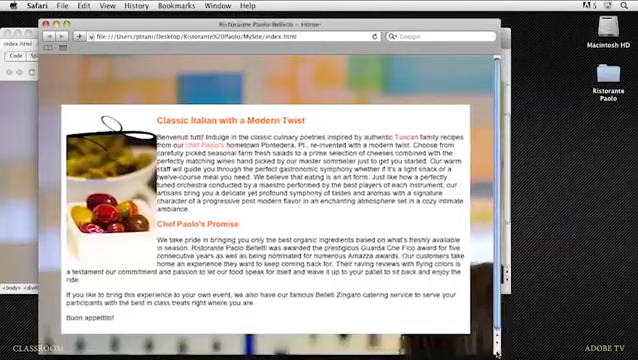 Safari File Edit View History Bookmarks Window Help
Ristorante Paolo Belletti - Home
file:///Users/ptrani/Desktop/Ristorante%20Paolo/MySite/index.html
Google
index.html
Code
Macintosh HD
Ristorante
Paolo
Classic Italian with a Modern Twist
Benvenuti tutti! Indulge in the classic culinary poetries inspired by authentic Tuscan family recipes
from our chef Paolo's hometown Pontedera, PI., re-invented with a modern twist. Choose from
carefully picked seasonal farm fresh salads to a prime selection of cheeses combined with the
perfectly matching wines hand picked by our master sommelier just to get you started. Our warm
staff will guide you through the perfect gastronomic symphony whether it's a light snack or a
twelve-course meal you need. We believe that eating is an art form. Just like how a perfectly
tuned orchestra conducted by a maestro performed by the best players of each instrument, our
artisans bring you a delicate yet profound symphony of tastes and aromas with a signature
character of a progressive post modern flavor in an enchanting atmosphere set in a cozy intimate
ambiance.
Chef Paolo's Promise
We take pride in bringing you only the best organic ingredients based on what's freshly available
in season. Ristorante Paolo Belletti was awarded the prestigious Guarda Che Fico award for five
consecutive years as well as being nominated for numerous Amazza awards. Our customers take
home an experience they want to keep coming back for. Their raving reviews with flying colors is
a testament our commitment and passion to let our food speak for itself and leave it up to your pallet to sit back and enjoy the
ride.
If you like to bring this experience to your own event, we also have our famous Belleti Zingaro catering service to serve your
participants with the best in class treats right where you are.
Buon appettito!
<body> <di
CLASSROOM
ADOBE TV